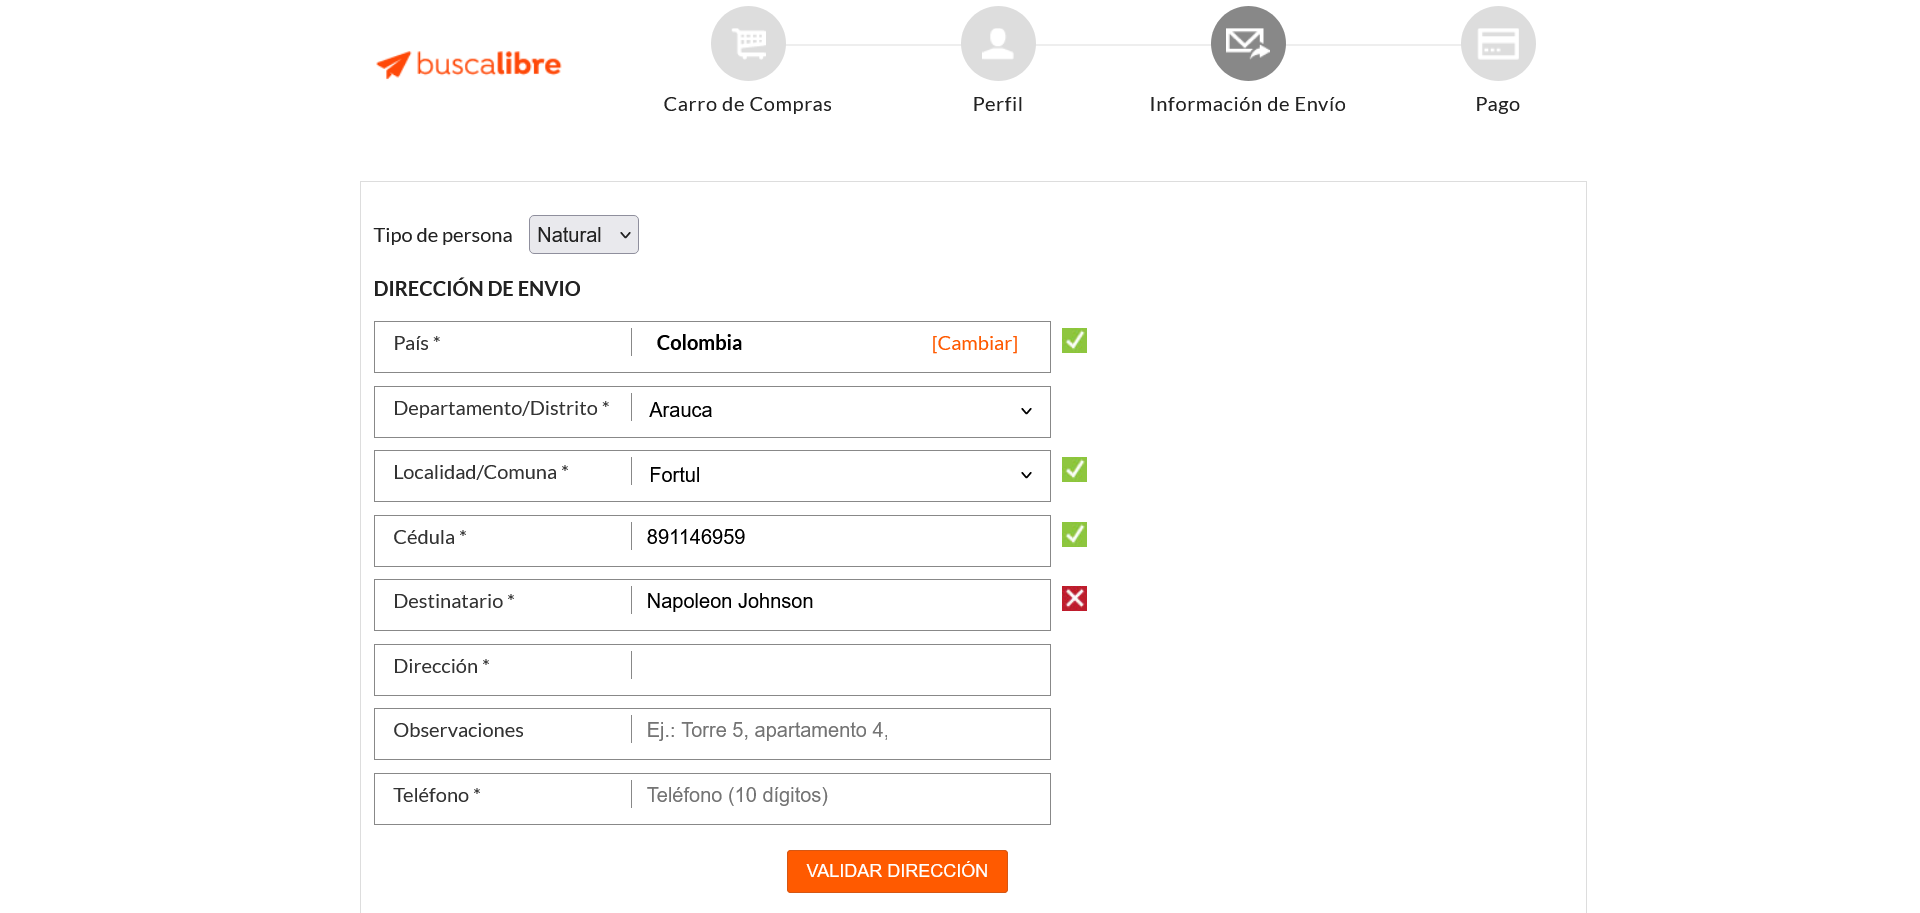 buscalibre
Carro de Compras
Perfil
Información de Envío
Pago
Tipo de persona Natural
DIRECCIÓN DE ENVIO
País * Colombia [Cambiar]
Departamento/Distrito * Arauca
Localidad/Comuna * Fortul
Cédula * 891146959
Destinatario * Napoleon Johnson
Dirección *
Observaciones Ej.: Torre 5, apartamento 4,
Teléfono * Teléfono (10 dígitos)
VALIDAR DIRECCIÓN